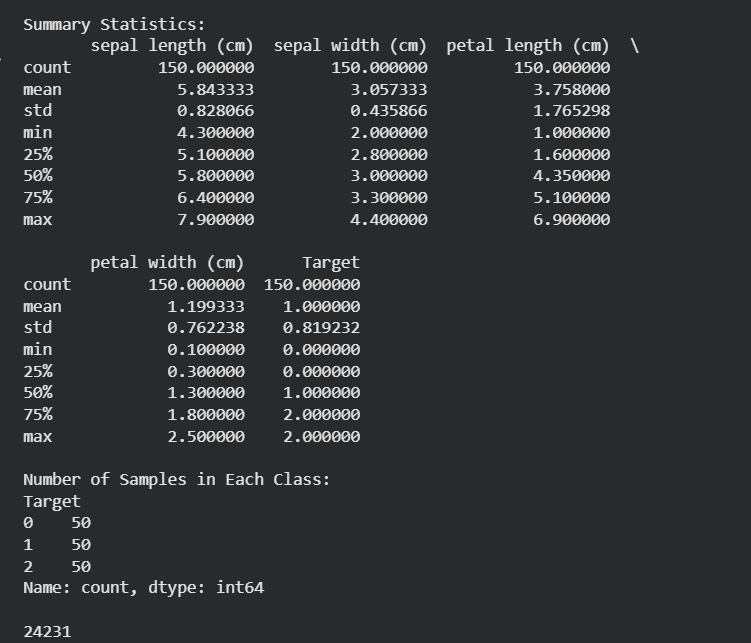 Summary Statistics:
       sepal length (cm)  sepal width (cm)  petal length (cm)  \
count         150.000000        150.000000         150.000000
mean            5.843333          3.057333           3.758000
std             0.828066          0.435866           1.765298
min             4.300000          2.000000           1.000000
25%             5.100000          2.800000           1.600000
50%             5.800000          3.000000           4.350000
75%             6.400000          3.300000           5.100000
max             7.900000          4.400000           6.900000
       petal width (cm)      Target
count        150.000000  150.000000
mean           1.199333    1.000000
std            0.762238    0.819232
min            0.100000    0.000000
25%            0.300000    0.000000
50%            1.300000    1.000000
75%            1.800000    2.000000
max            2.500000    2.000000
Number of Samples in Each Class:
Target
0    50
1    50
2    50
Name: count, dtype: int64
24231